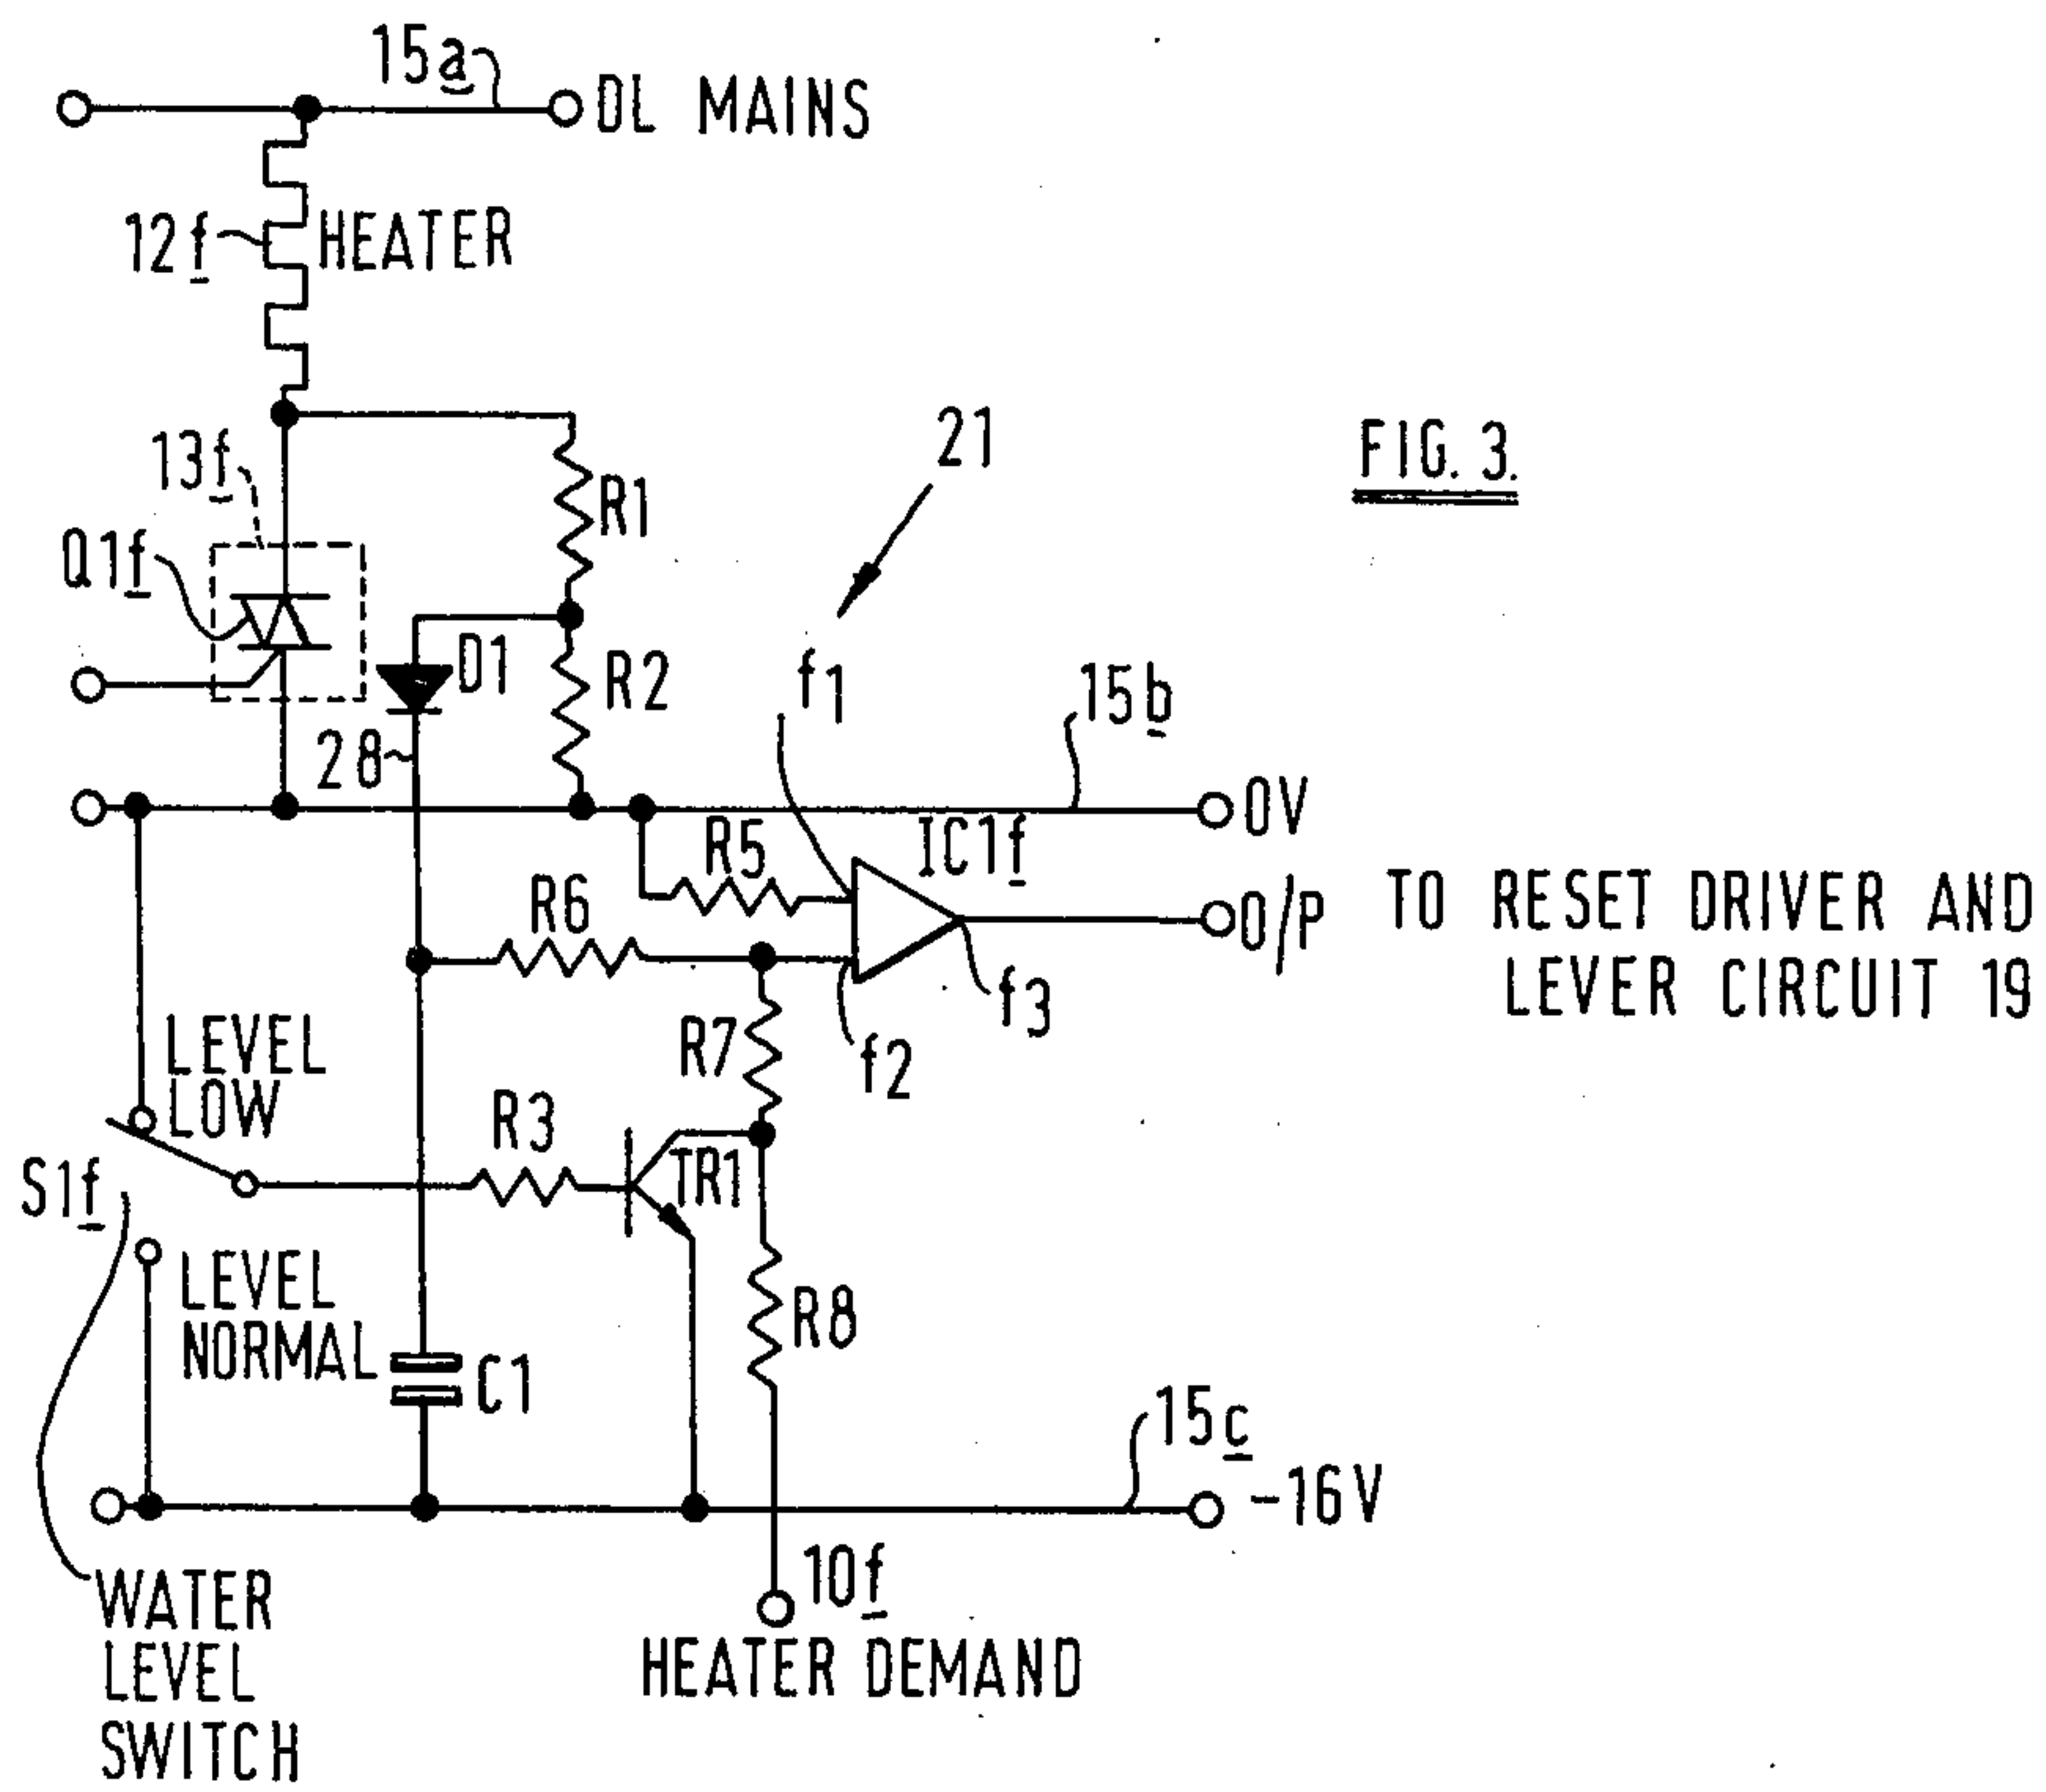 15a
DL MAINS
12f
HEATER
13f
21
FIG. 3.
Q1f
R1
D1
R2
f1
15b
28
0V
R5
IC1f
R6
O/P
TO RESET DRIVER AND
LEVER CIRCUIT 19
f3
R7
f2
LEVEL
LOW
R3
TR1
S1f
LEVEL
NORMAL
R8
C1
15c
-16V
10f
WATER
LEVEL
SWITCH
HEATER DEMAND